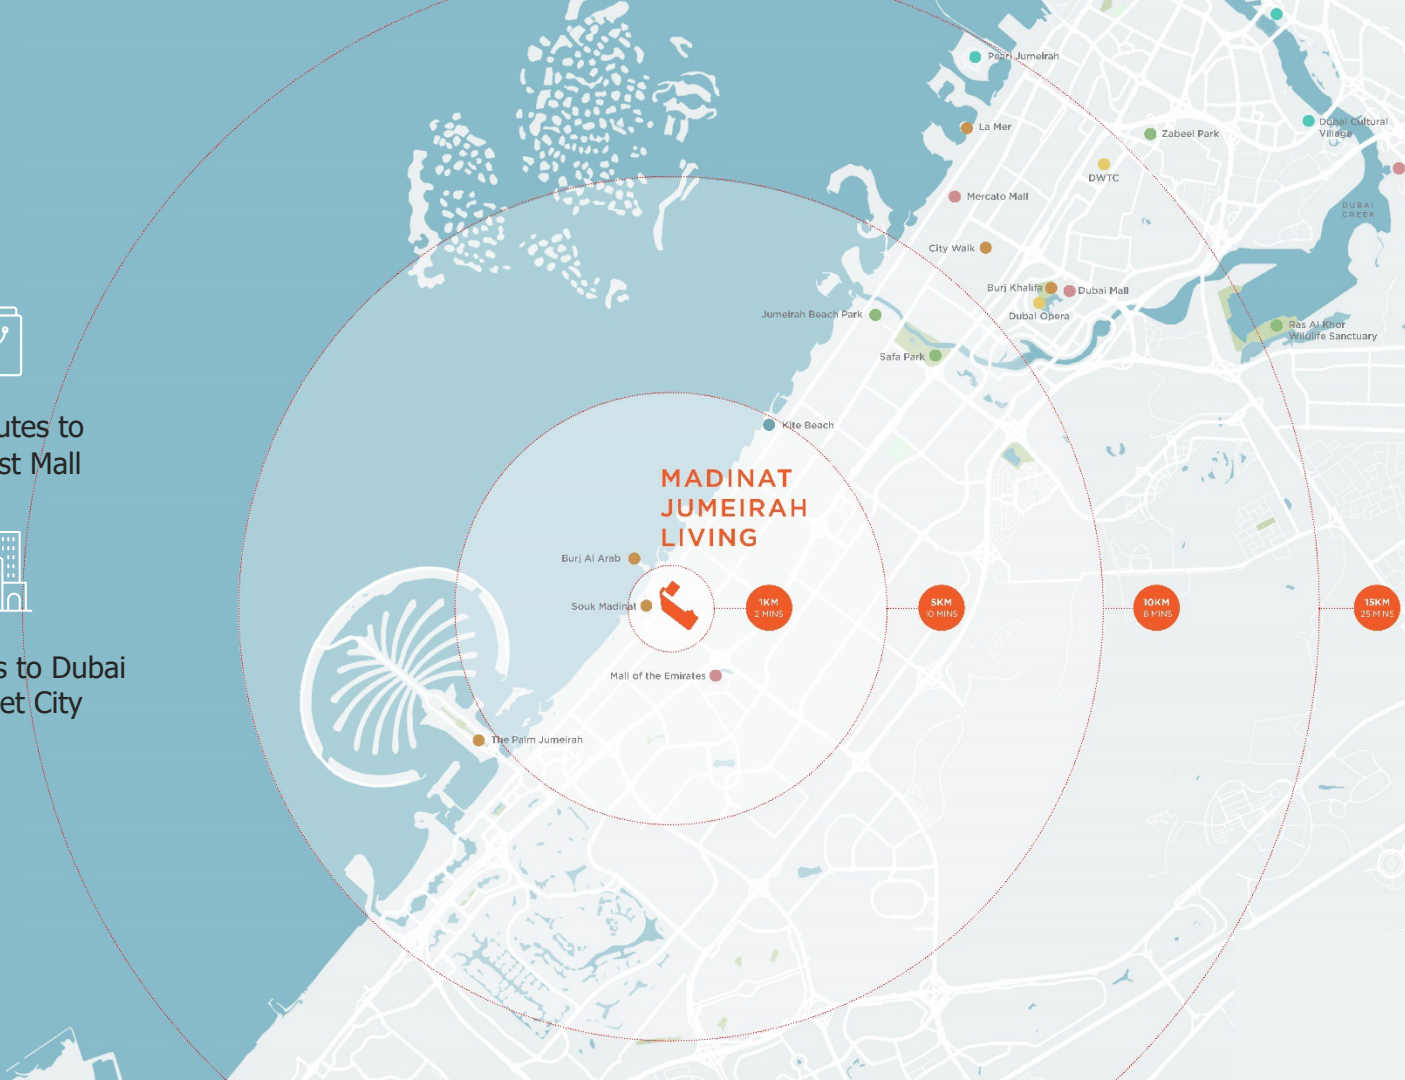 Pearl Jumeirah
La Mer
Zabeel Park
Dubai Cultural
Village
DWTC
Mercato Mall
DUBAI
CREEK
City Walk
Burj Khalifa
Dubai Mall
Dubai Opera
Jumeirah Beach Park
Ras Al Khor
Wildlife Sanctuary
Safa Park
utes to
st Mall
Kite Beach
MADINAT
JUMEIRAH
LIVING
Burj Al Arab
Souk Madinat
1KM
2 MINS
5KM
10 MINS
10KM
18 MINS
15KM
25 MINS
s to Dubai
et City
Mall of the Emirates
The Palm Jumeirah